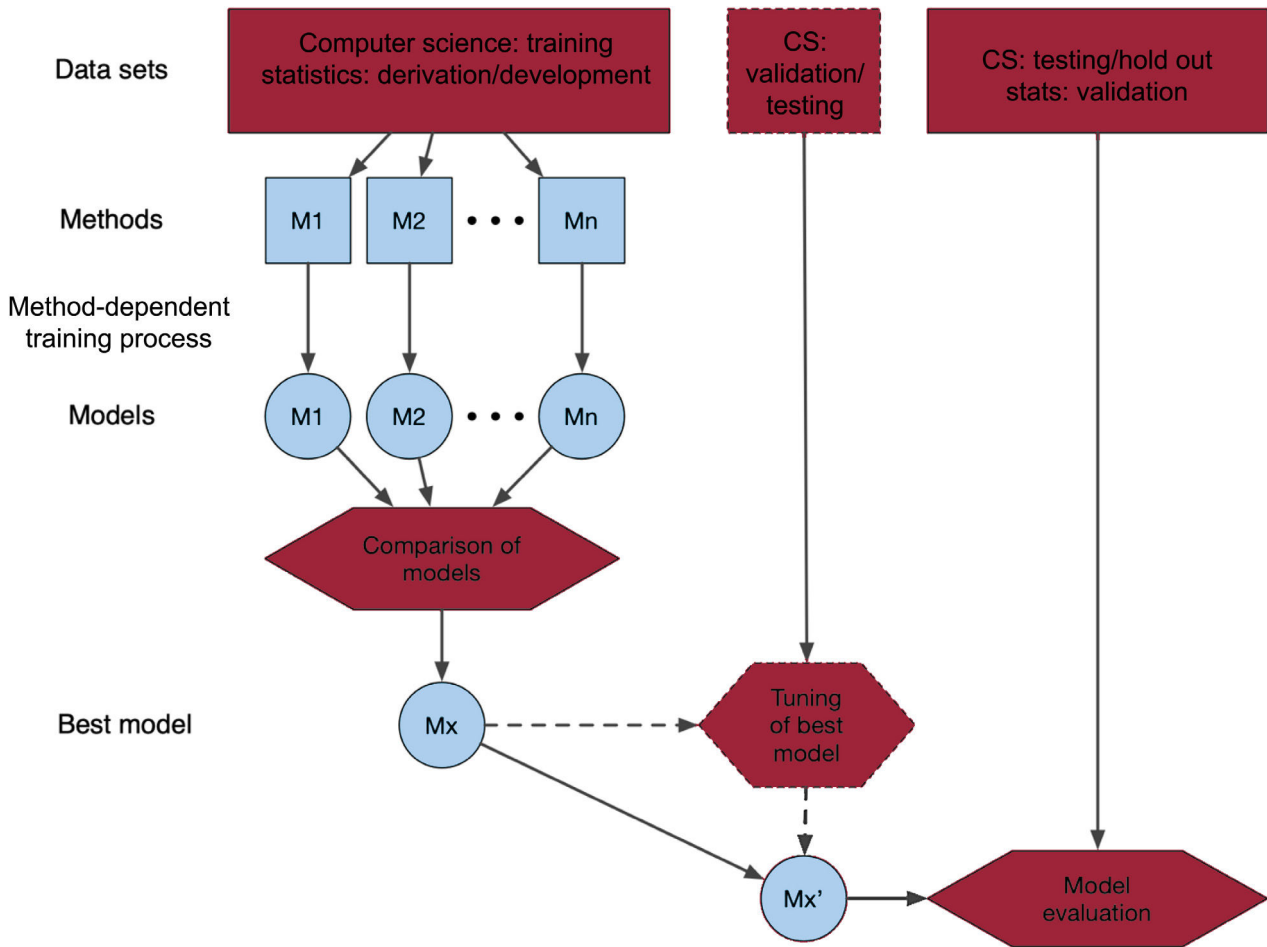 Data sets
Computer science: training
statistics: derivation/development
CS:
validation/
testing
CS: testing/hold out
stats: validation
Methods
M1
M2
• • •
Mn
Method-dependent
training process
Models
M1
M2
• • •
Mn
Comparison of
models
Best model
Mx
Tuning
of best
model
Mx’
Model
evaluation